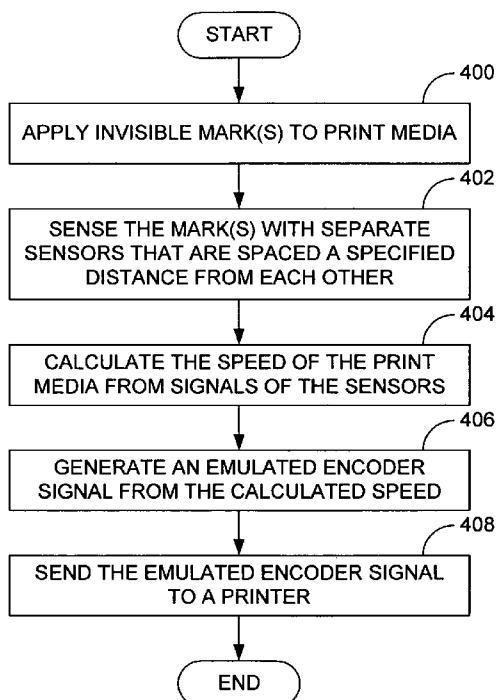 START
400
APPLY INVISIBLE MARK(S) TO PRINT MEDIA
402
SENSE THE MARK(S) WITH SEPARATE
SENSORS THAT ARE SPACED A SPECIFIED
DISTANCE FROM EACH OTHER
404
CALCULATE THE SPEED OF THE PRINT
MEDIA FROM SIGNALS OF THE SENSORS
406
GENERATE AN EMULATED ENCODER
SIGNAL FROM THE CALCULATED SPEED
408
SEND THE EMULATED ENCODER SIGNAL
TO A PRINTER
END